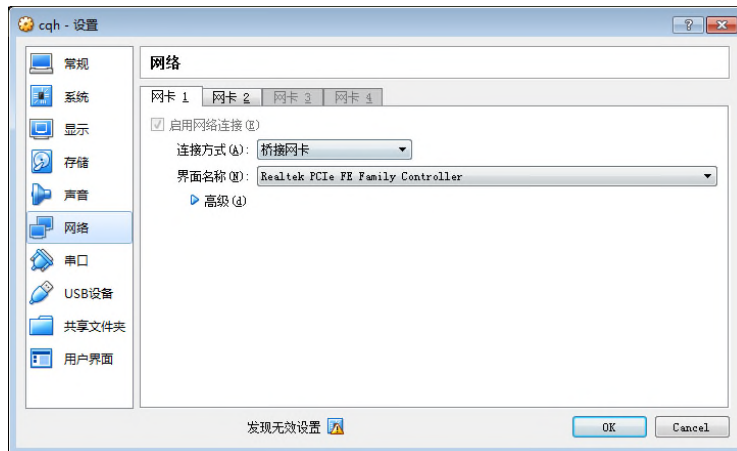 cqh - 设置
常规
系统
显示
存储
声音
网络
串口
USB设备
共享文件夹
用户界面
网络
网卡 1 网卡 2 网卡 3 网卡 4
启用网络连接(E)
连接方式(A): 桥接网卡
界面名称(N): Realtek PCIe FE Family Controller
高级(d)
发现无效设置
OK Cancel